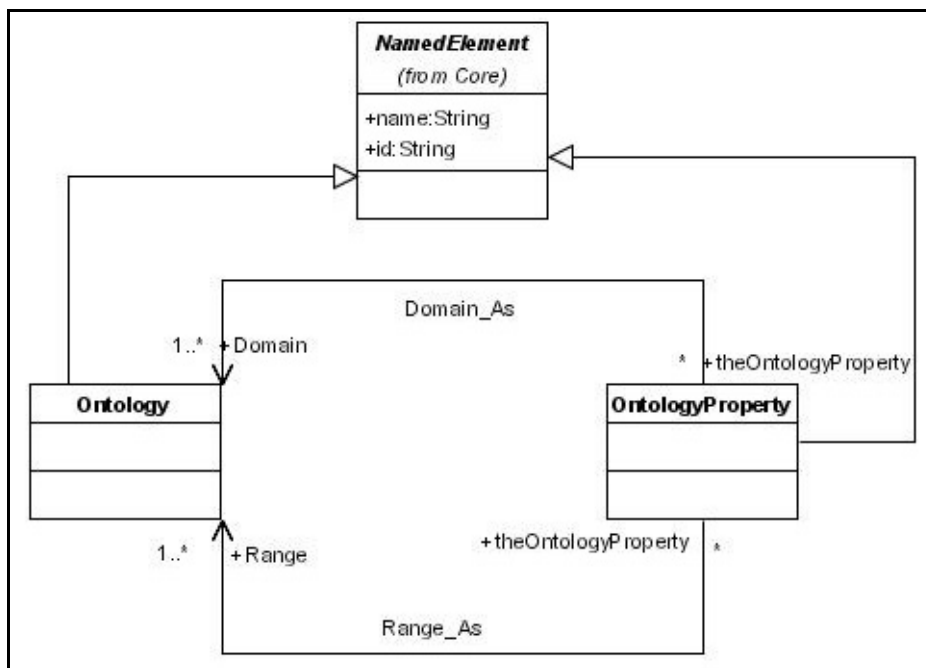 NamedElement
(from Core)
+name:String
+id:String
Domain_As
1..* +Domain
* +theOntologyProperty
Ontology
OntologyProperty
1..* +Range
+theOntologyProperty *
Range_As